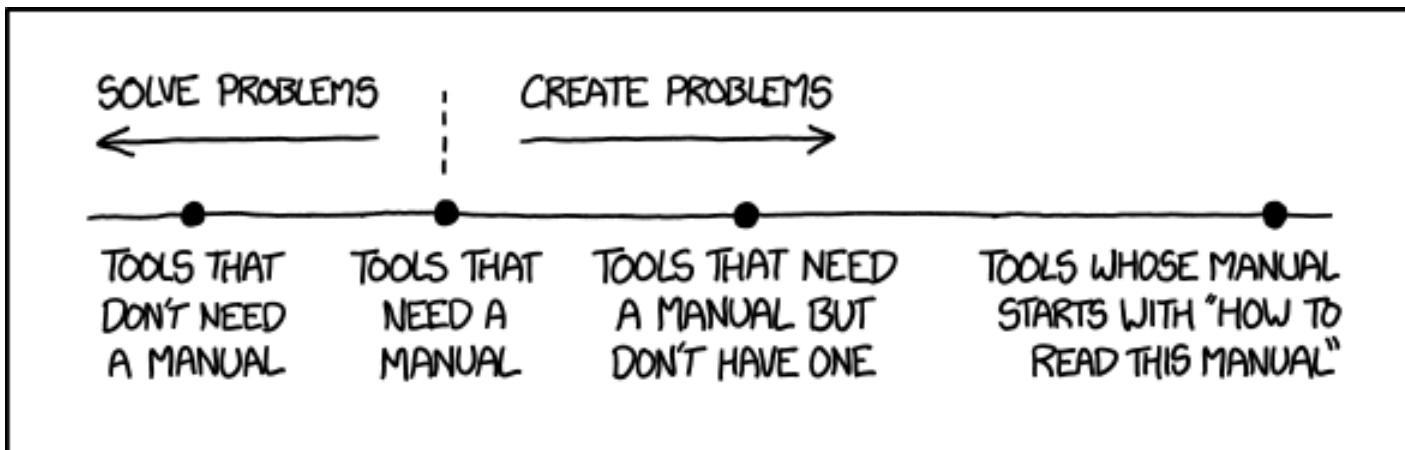 SOLVE PROBLEMS
CREATE PROBLEMS
TOOLS THAT
DON'T NEED
A MANUAL
TOOLS THAT
NEED A
MANUAL
TOOLS THAT NEED
A MANUAL BUT
DON'T HAVE ONE
TOOLS WHOSE MANUAL
STARTS WITH "HOW TO
READ THIS MANUAL"